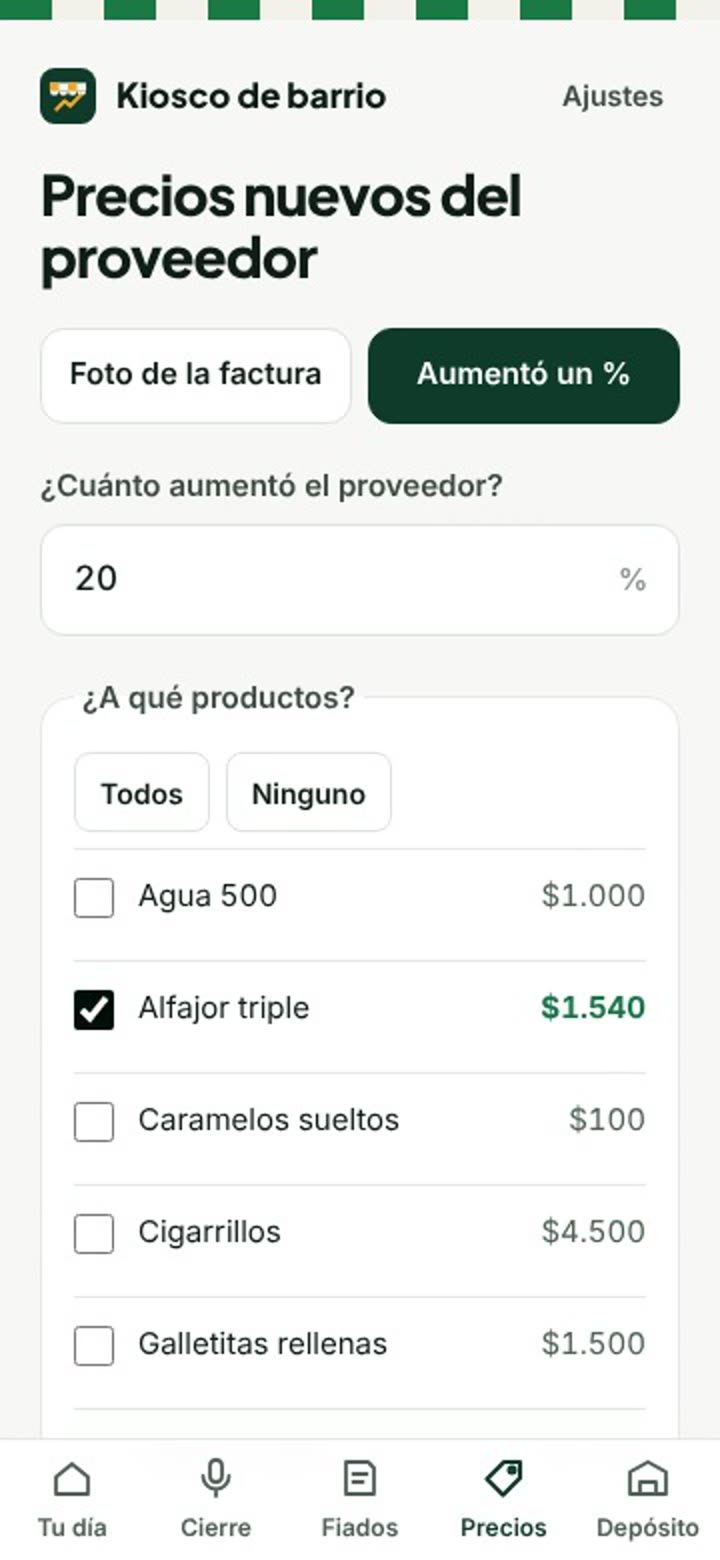 Kiosco de barrio
Ajustes
Precios nuevos del
proveedor
Foto de la factura
Aumentó un %
¿Cuánto aumentó el proveedor?
20 %
¿A qué productos?
Todos
Ninguno
Agua 500 $1.000
Alfajor triple $1.540
Caramelos sueltos $100
Cigarrillos $4.500
Galletitas rellenas $1.500
Tu día
Cierre
Fiados
Precios
Depósito